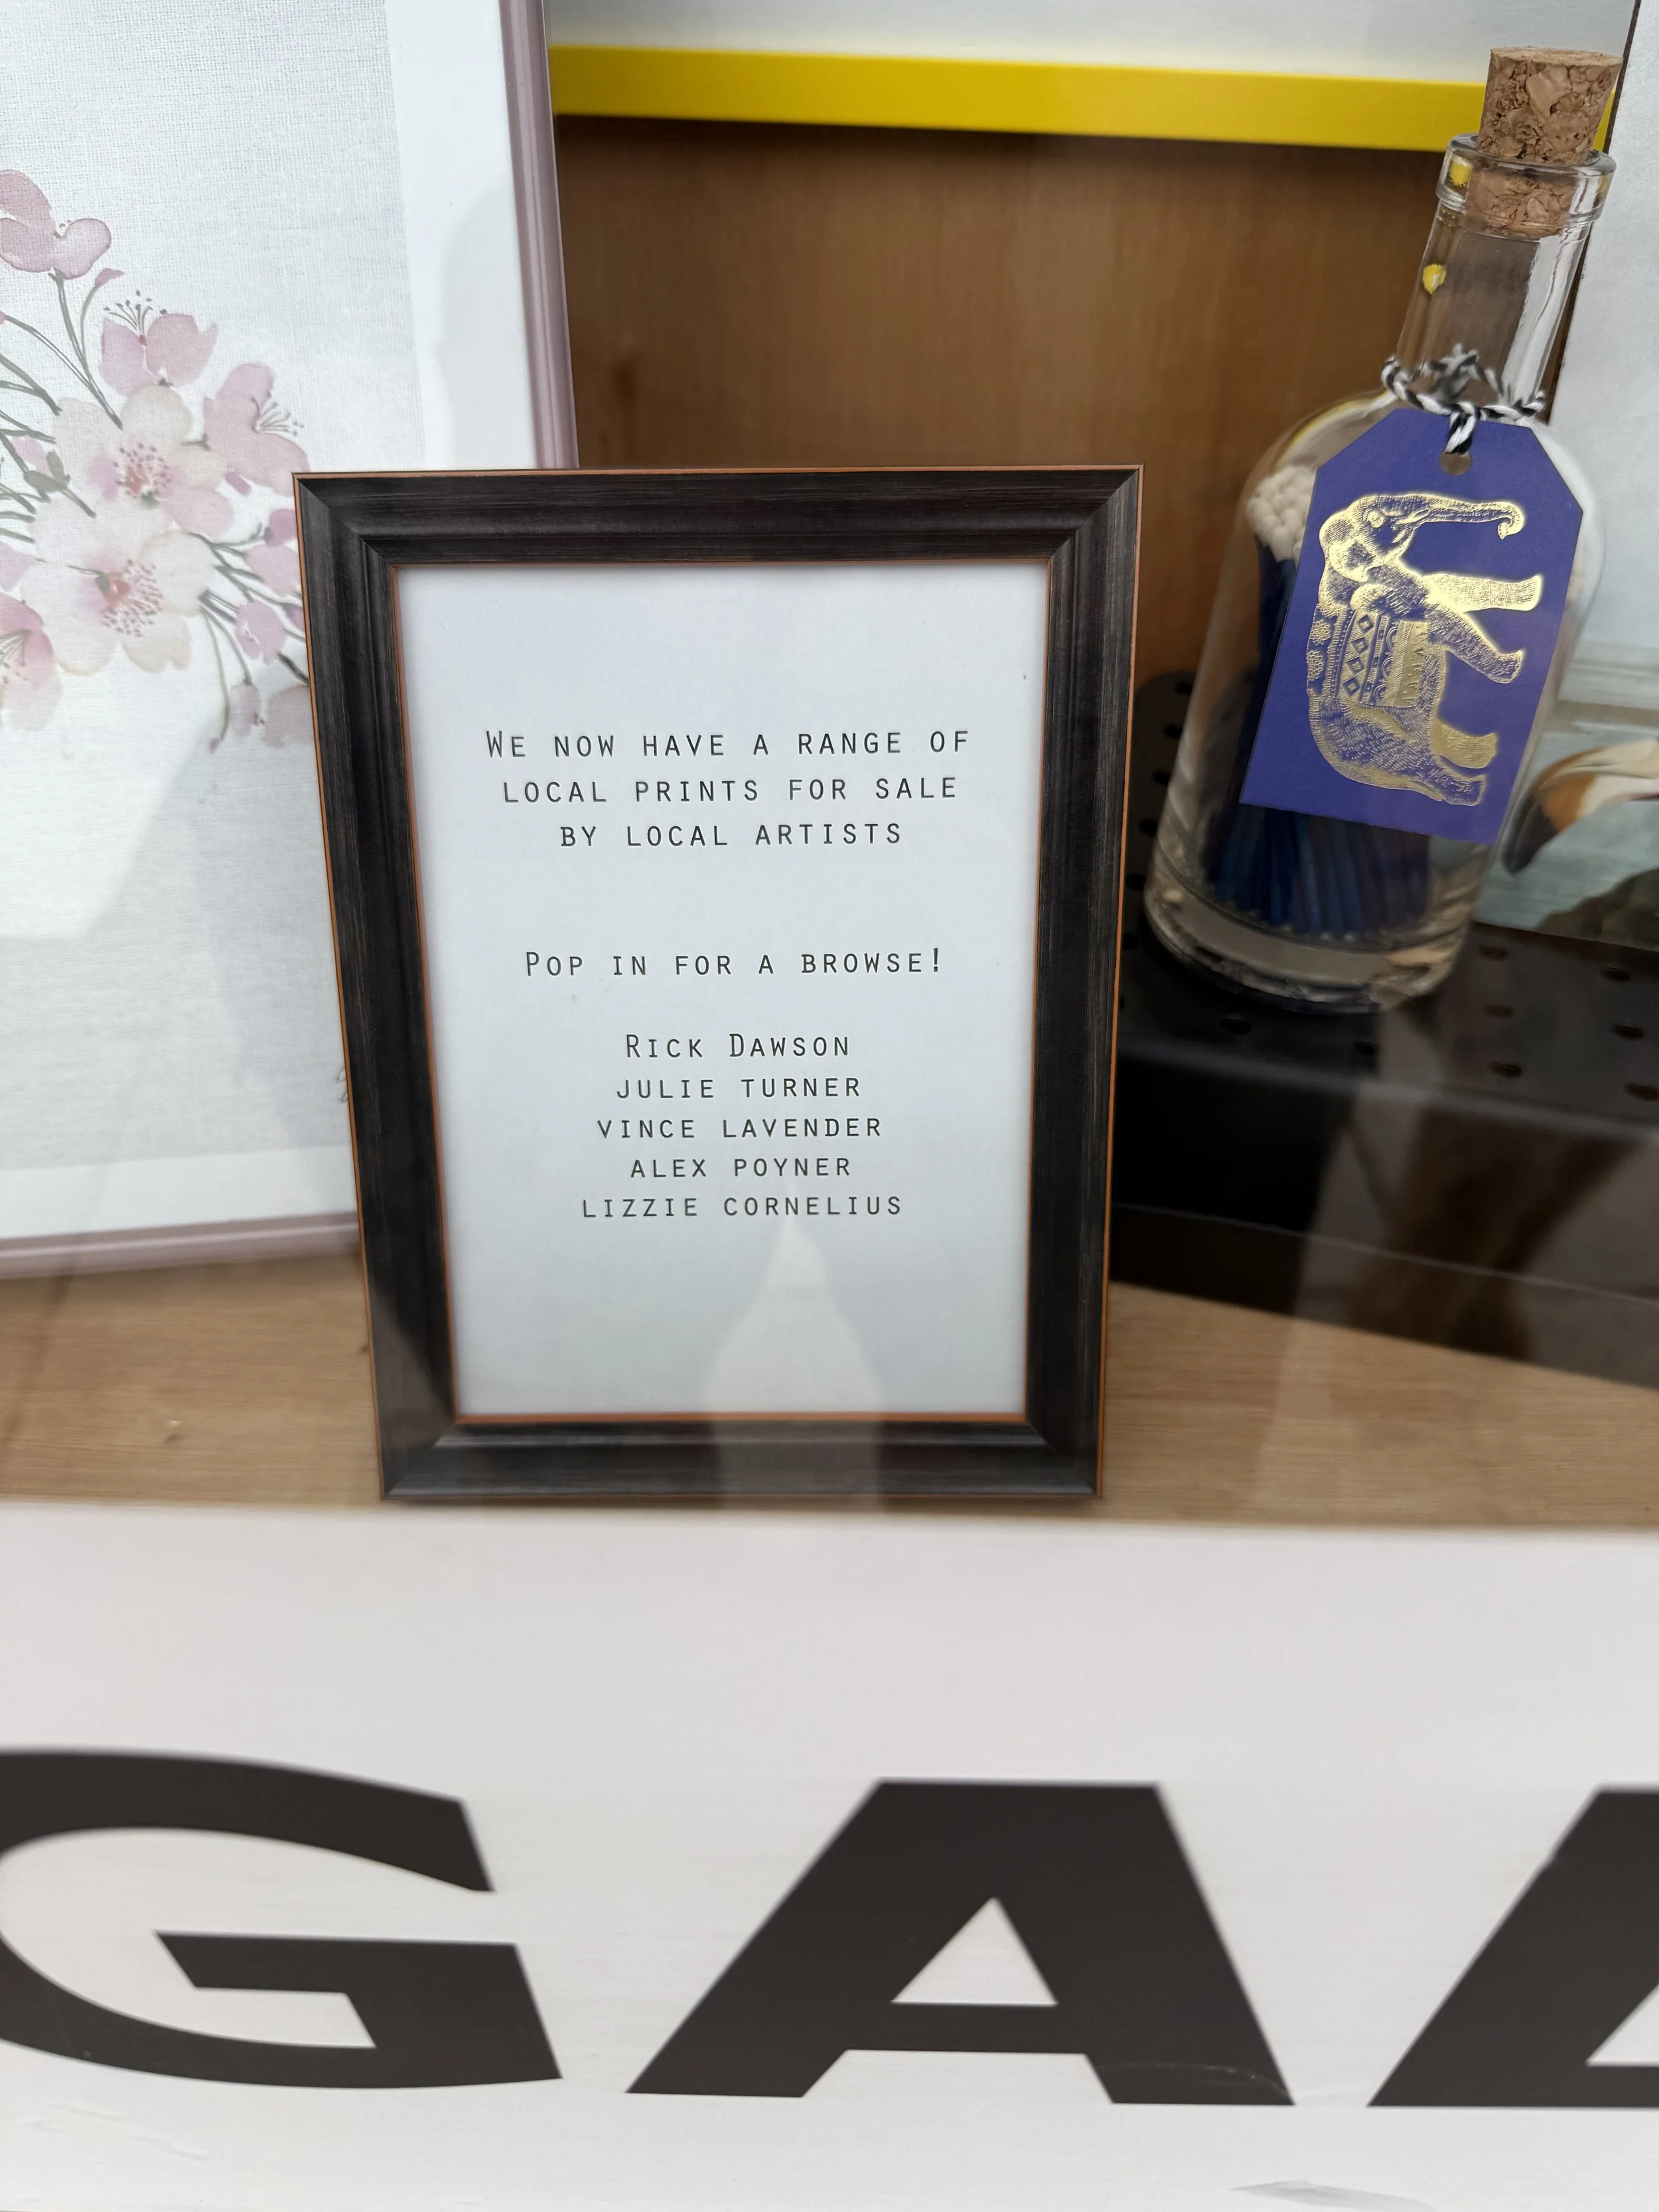 We now have a range of
local prints for sale
by local artists
Pop in for a browse!
Rick Dawson
Julie Turner
Vince Lavender
Alex Poyner
Lizzie Cornelius
GA